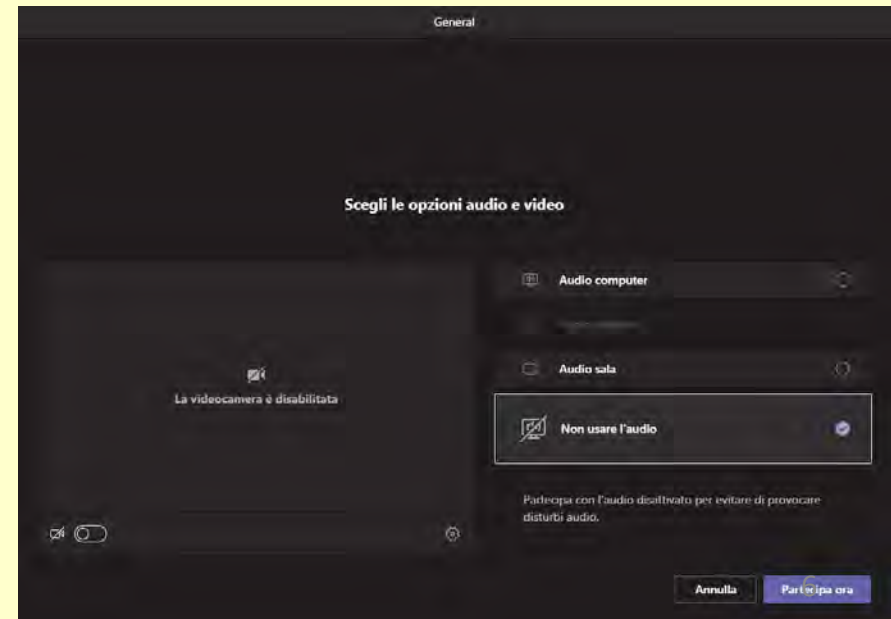 General
Scegli le opzioni audio e video
Audio computer
Audio sala
La videocamera è disabilitata
Non usare l'audio
Partecipa con l'audio disattivato per evitare di provocare
disturbi audio.
Annulla
Partecipa ora
6